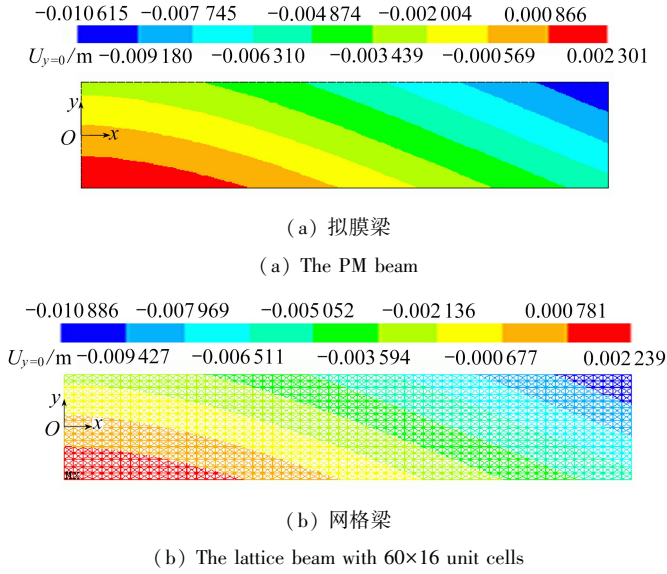 −0.010 615 −0.007 745 −0.004 874 −0.002 004 0.000 866
U_{y=0}/m −0.009 180 −0.006 310 −0.003 439 −0.000 569 0.002 301
y
O x
(a) 拟膜梁
(a) The PM beam
−0.010 886 −0.007 969 −0.005 052 −0.002 136 0.000 781
U_{y=0}/m −0.009 427 −0.006 511 −0.003 594 −0.000 677 0.002 239
y
O x
MX
(b) 网格梁
(b) The lattice beam with 60×16 unit cells